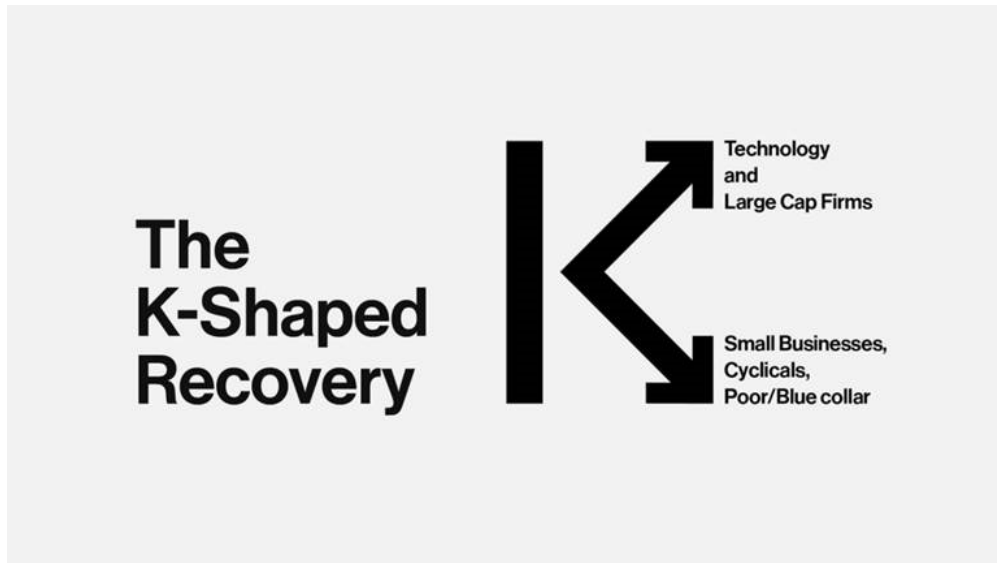 The
K-Shaped
Recovery
K
Technology
and
Large Cap Firms
Small Businesses,
Cyclicals,
Poor/Blue collar